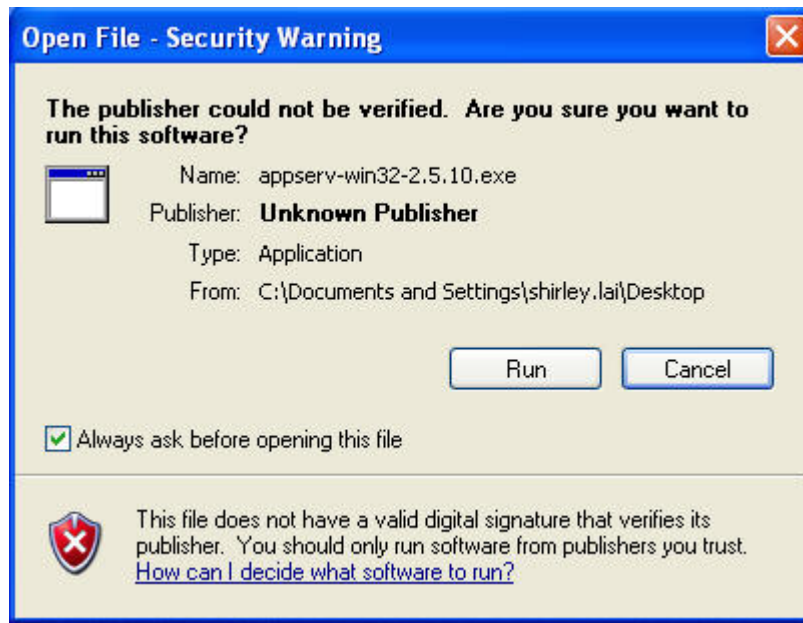 Open File - Security Warning
The publisher could not be verified.  Are you sure you want to
run this software?
Name: appserv-win32-2.5.10.exe
Publisher: Unknown Publisher
Type: Application
From: C:\Documents and Settings\shirley.lai\Desktop
Run Cancel
Always ask before opening this file
This file does not have a valid digital signature that verifies its
publisher.  You should only run software from publishers you trust.
How can I decide what software to run?